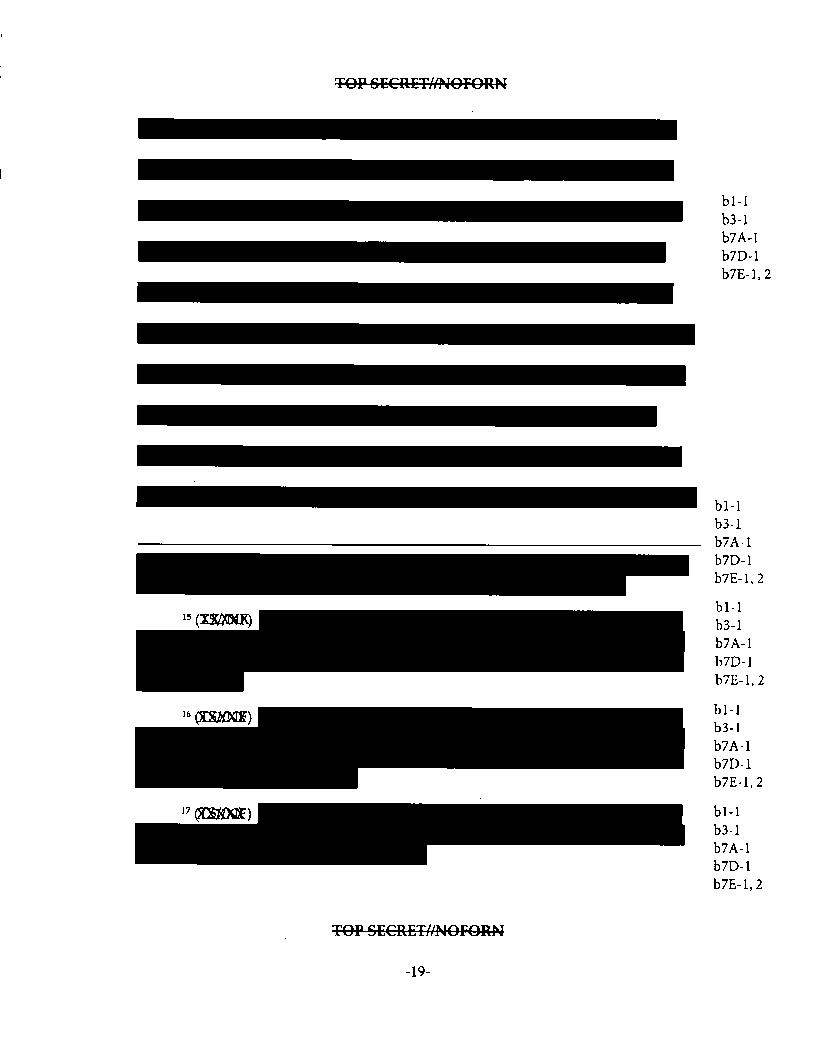 TOP SECRET//NOFORN
b1-1
b3-1
b7A-1
b7D-1
b7E-1, 2
b1-1
b3-1
b7A-1
b7D-1
b7E-1, 2
15 (TS//NF)
b1-1
b3-1
b7A-1
b7D-1
b7E-1, 2
16 (TS//NF)
b1-1
b3-1
b7A-1
b7D-1
b7E-1, 2
17 (TS//NF)
b1-1
b3-1
b7A-1
b7D-1
b7E-1, 2
TOP SECRET//NOFORN
-19-